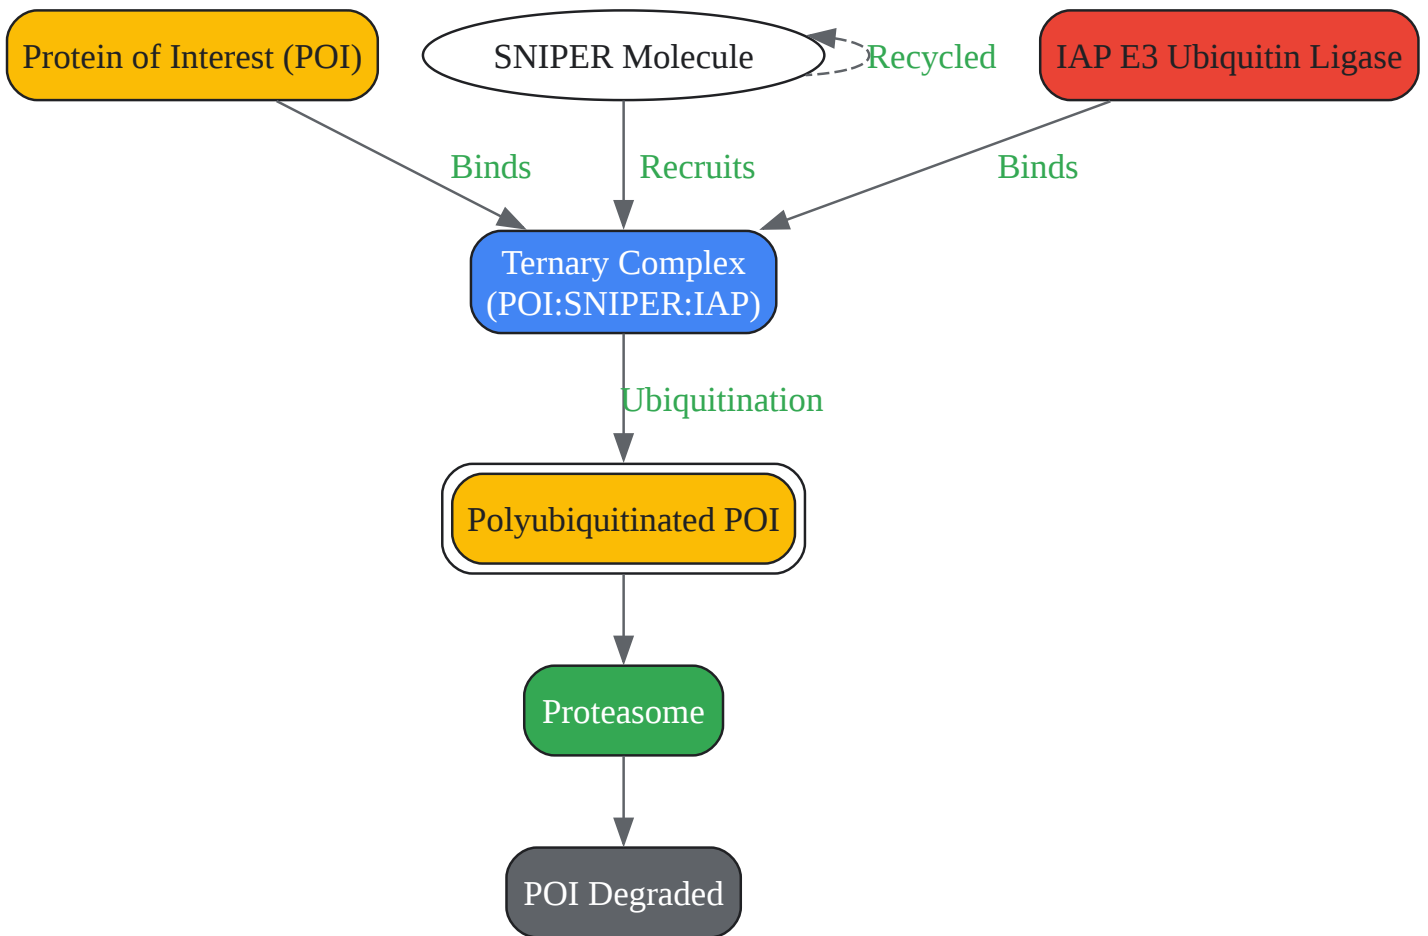 Protein of Interest (POI)
SNIPER Molecule
Recycled
IAP E3 Ubiquitin Ligase
Binds
Recruits
Binds
Ternary Complex
(POI:SNIPER:IAP)
Ubiquitination
Polyubiquitinated POI
Proteasome
POI Degraded